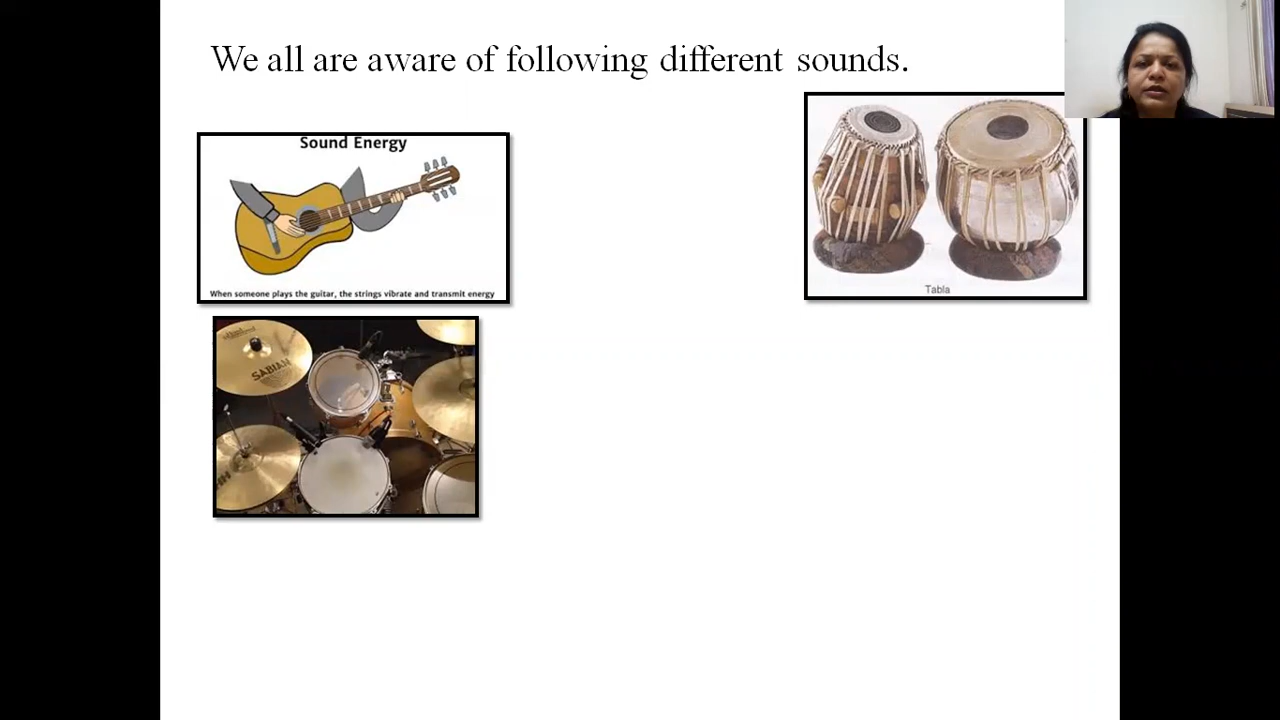 We all are aware of following different sounds.
Sound Energy
When someone plays the guitar, the strings vibrate and transmit energy
Tabla
SABIAN